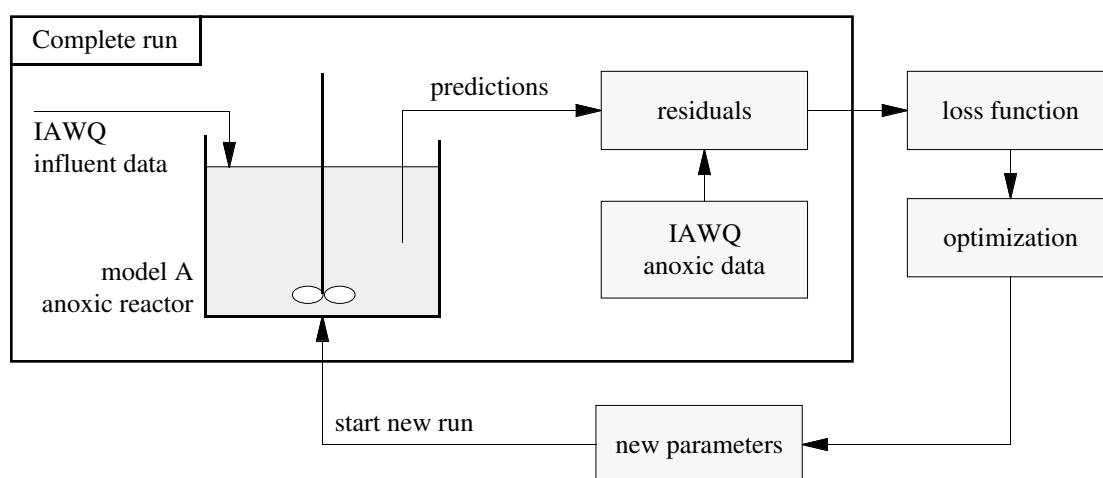 Complete run
predictions
residuals
loss function
IAWQ
influent data
IAWQ
anoxic data
optimization
model A
anoxic reactor
start new run
new parameters